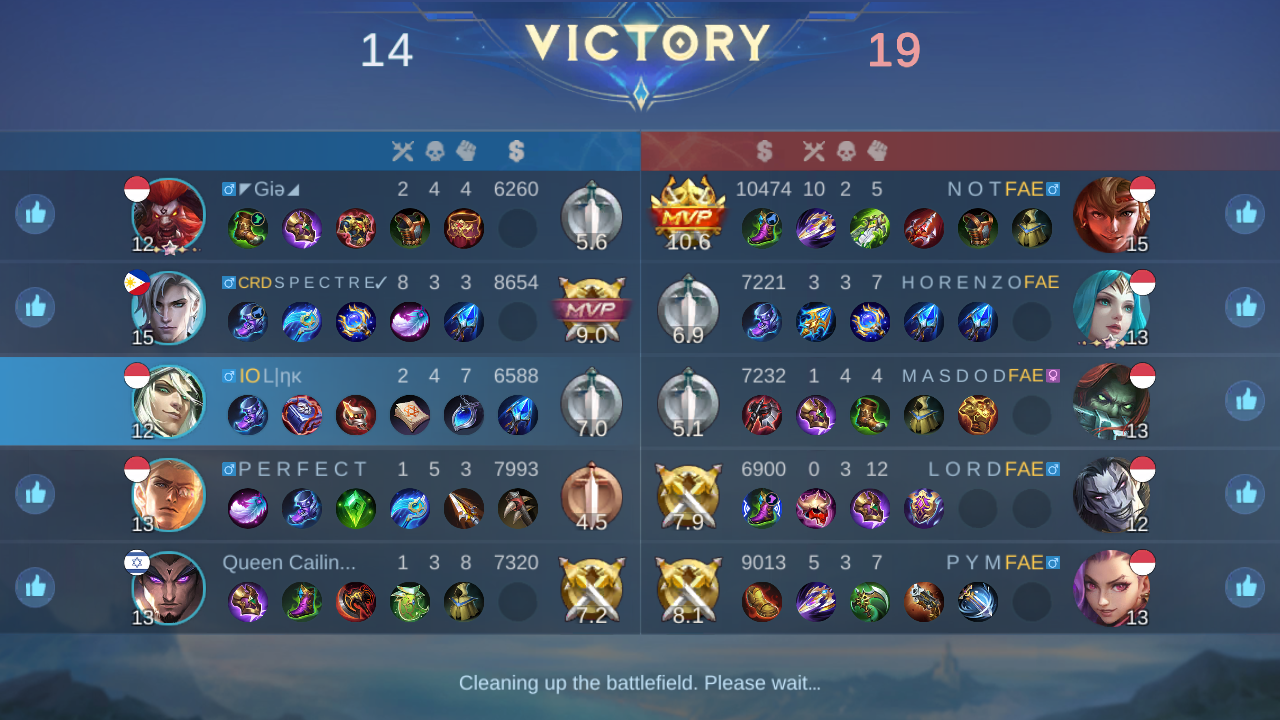 14 VICTORY 19
◤Giə◢ 2 4 4 6260
12 5.6
MVP 10474 10 2 5 NOTFAE
10.6 15
CRDSPECTRE✓ 8 3 3 8654
15 MVP 9.0
7221 3 3 7 HORENZOFAE
6.9 13
IOL|ηκ 2 4 7 6588
12 7.0
7232 1 4 4 MASDODFAE
5.1 13
PERFECT 1 5 3 7993
13 4.5
6900 0 3 12 LORDFAE
7.9 12
Queen Cailin... 1 3 8 7320
13 7.2
9013 5 3 7 PYMFAE
8.1 13
Cleaning up the battlefield. Please wait...